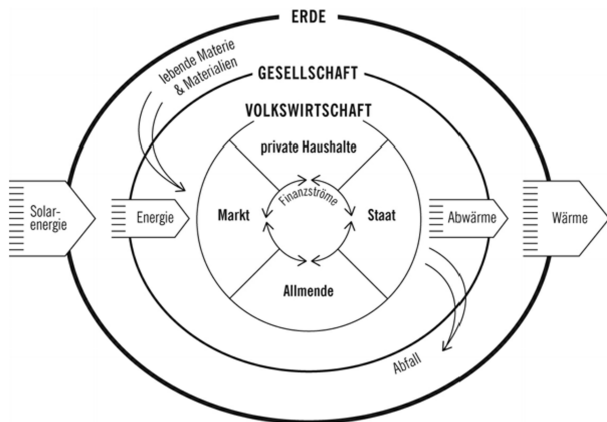 ERDE
lebende Materie
& Materialien
GESELLSCHAFT
VOLKSWIRTSCHAFT
private Haushalte
Finanzströme
Solar-
energie
Energie
Markt
Staat
Abwärme
Wärme
Allmende
Abfall